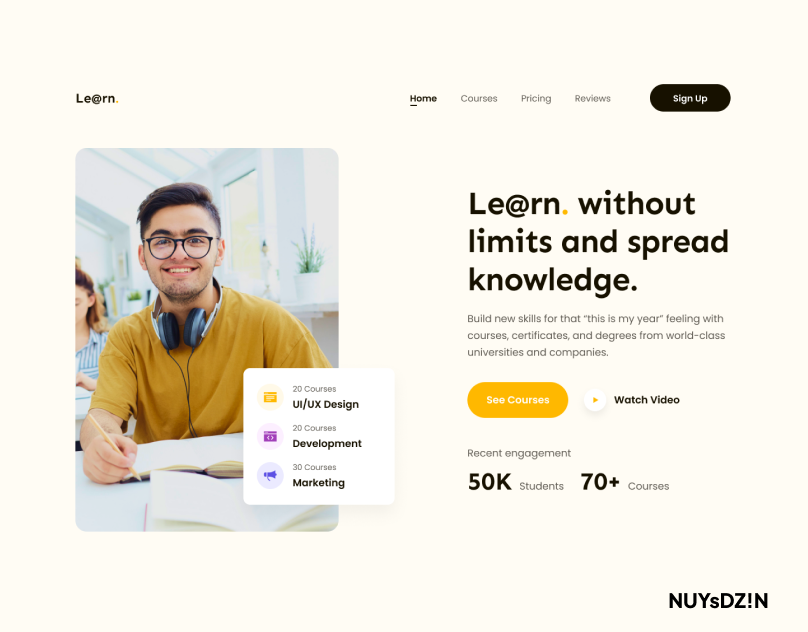 Le@rn.
Home
Courses
Pricing
Reviews
Sign Up
Le@rn. without
limits and spread
knowledge.
Build new skills for that “this is my year” feeling with
courses, certificates, and degrees from world-class
universities and companies.
See Courses
Watch Video
Recent engagement
50K Students 70+ Courses
20 Courses
UI/UX Design
20 Courses
Development
30 Courses
Marketing
NUYsDZ!N